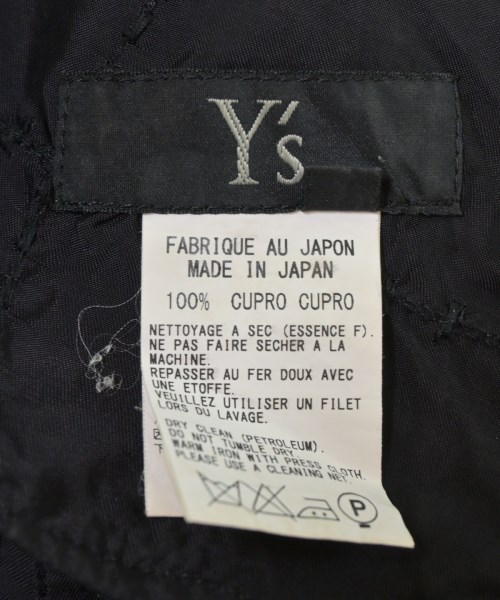 Y's
FABRIQUE AU JAPON
MADE IN JAPAN
100% CUPRO CUPRO
NETTOYAGE A SEC (ESSENCE F).
NE PAS FAIRE SECHER A LA
MACHINE.
REPASSER AU FER DOUX AVEC
UNE ETOFFE.
VEUILLEZ UTILISER UN FILET
LORS DU LAVAGE.
DRY CLEAN (PETROLEUM).
DO NOT TUMBLE DRY.
WARM IRON WITH PRESS CLOTH.
PLEASE USE A CLEANING NET.
P